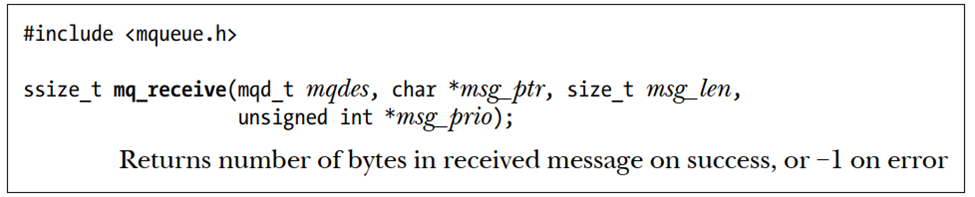 #include <mqueue.h>
ssize_t mq_receive(mqd_t mqdes, char *msg_ptr, size_t msg_len,
unsigned int *msg_prio);
Returns number of bytes in received message on success, or –1 on error